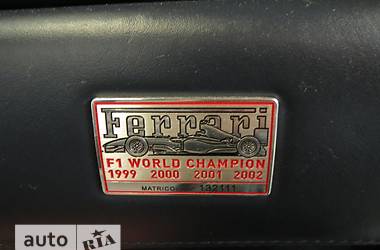 Ferrari
F1 WORLD CHAMPION
1999 2000 2001 2002
MATRICOLA 132111
auto RIA